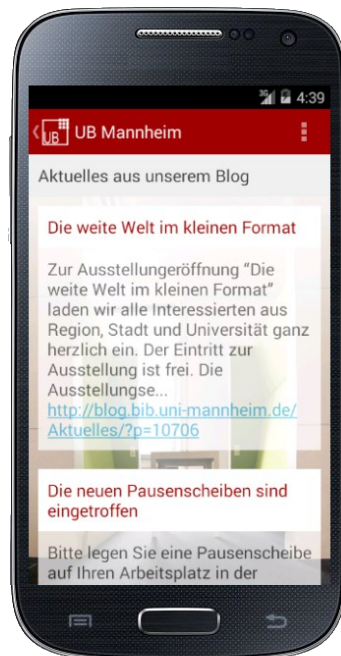 3G 4:39
UB UB Mannheim
Aktuelles aus unserem Blog
Die weite Welt im kleinen Format
Zur Ausstellungeröffnung "Die
weite Welt im kleinen Format"
laden wir alle Interessierten aus
Region, Stadt und Universität ganz
herzlich ein. Der Eintritt zur
Ausstellung ist frei. Die
Ausstellungse...
http://blog.bib.uni-mannheim.de/
Aktuelles/?p=10706
Die neuen Pausenscheiben sind
eingetroffen
Bitte legen Sie eine Pausenscheibe
auf Ihren Arbeitsplatz in der